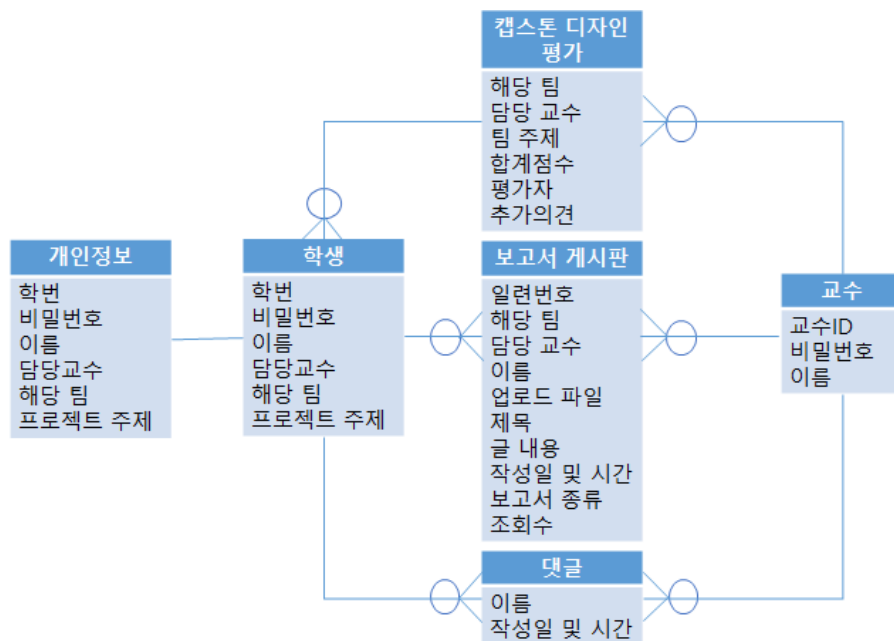 캡스톤 디자인
평가
해당 팀
담당 교수
팀 주제
합계점수
평가자
추가의견
개인정보
학번
비밀번호
이름
담당교수
해당 팀
프로젝트 주제
학생
학번
비밀번호
이름
담당교수
해당 팀
프로젝트 주제
보고서 게시판
일련번호
해당 팀
담당 교수
이름
업로드 파일
제목
글 내용
작성일 및 시간
보고서 종류
조회수
교수
교수ID
비밀번호
이름
댓글
이름
작성일 및 시간